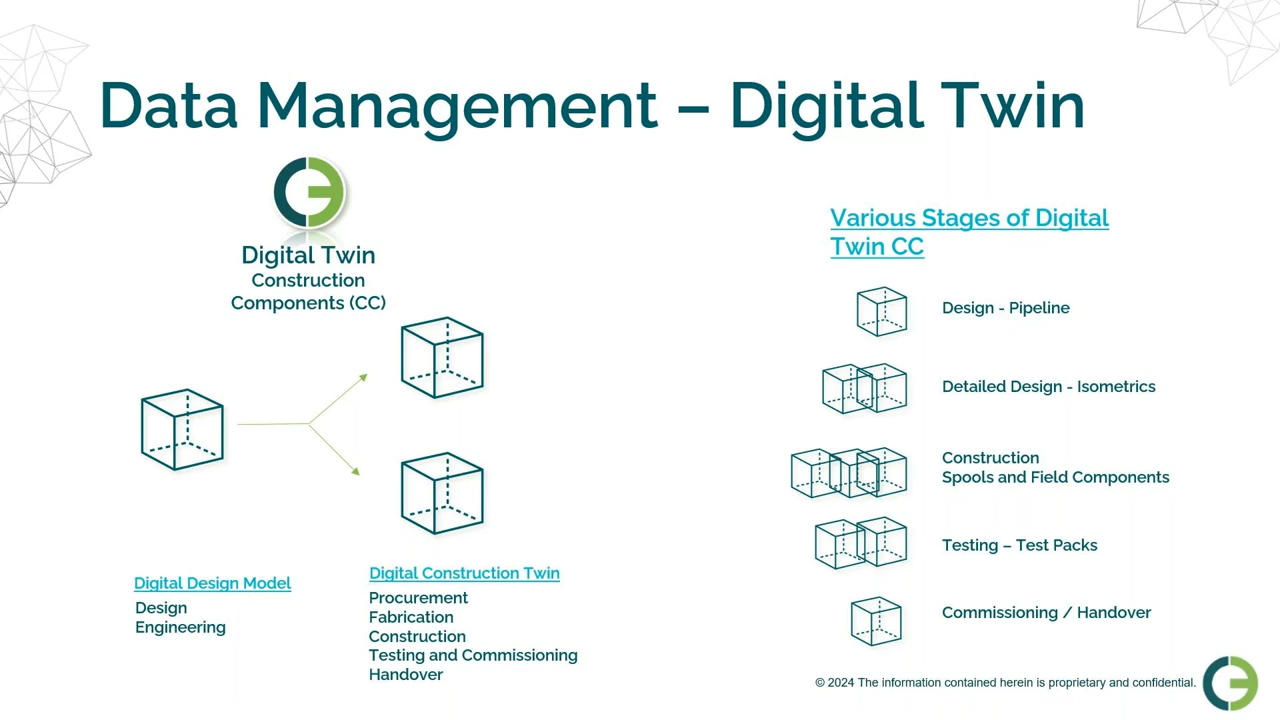 Data Management – Digital Twin
Digital Twin
Construction
Components (CC)
Digital Design Model
Design
Engineering
Digital Construction Twin
Procurement
Fabrication
Construction
Testing and Commissioning
Handover
Various Stages of Digital
Twin CC
Design - Pipeline
Detailed Design - Isometrics
Construction
Spools and Field Components
Testing – Test Packs
Commissioning / Handover
© 2024 The information contained herein is proprietary and confidential.